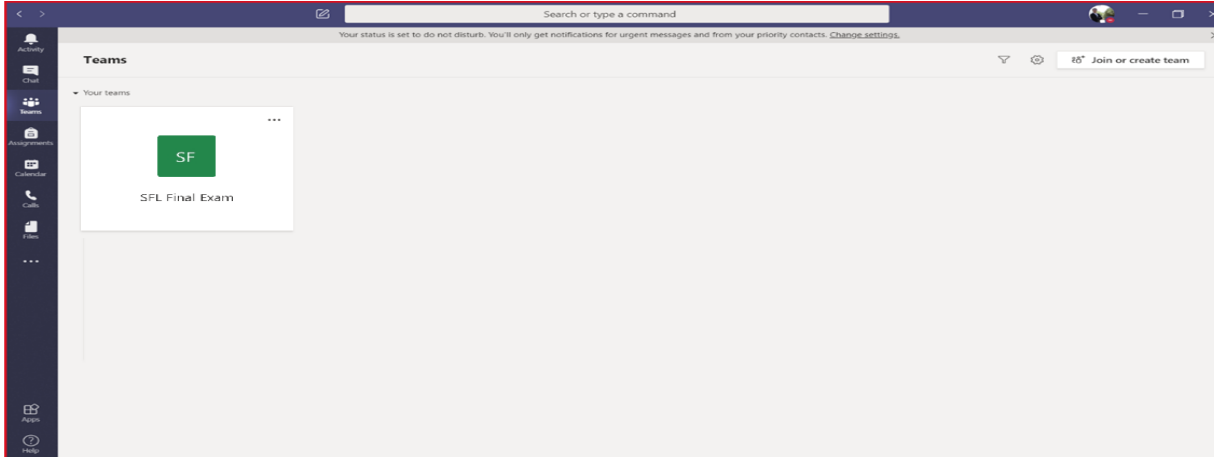 Search or type a command
Your status is set to do not disturb. You'll only get notifications for urgent messages and from your priority contacts. Change settings.
Activity
Chat
Teams
Assignments
Calendar
Calls
Files
Apps
Help
Teams
Join or create team
Your teams
SF
SFL Final Exam